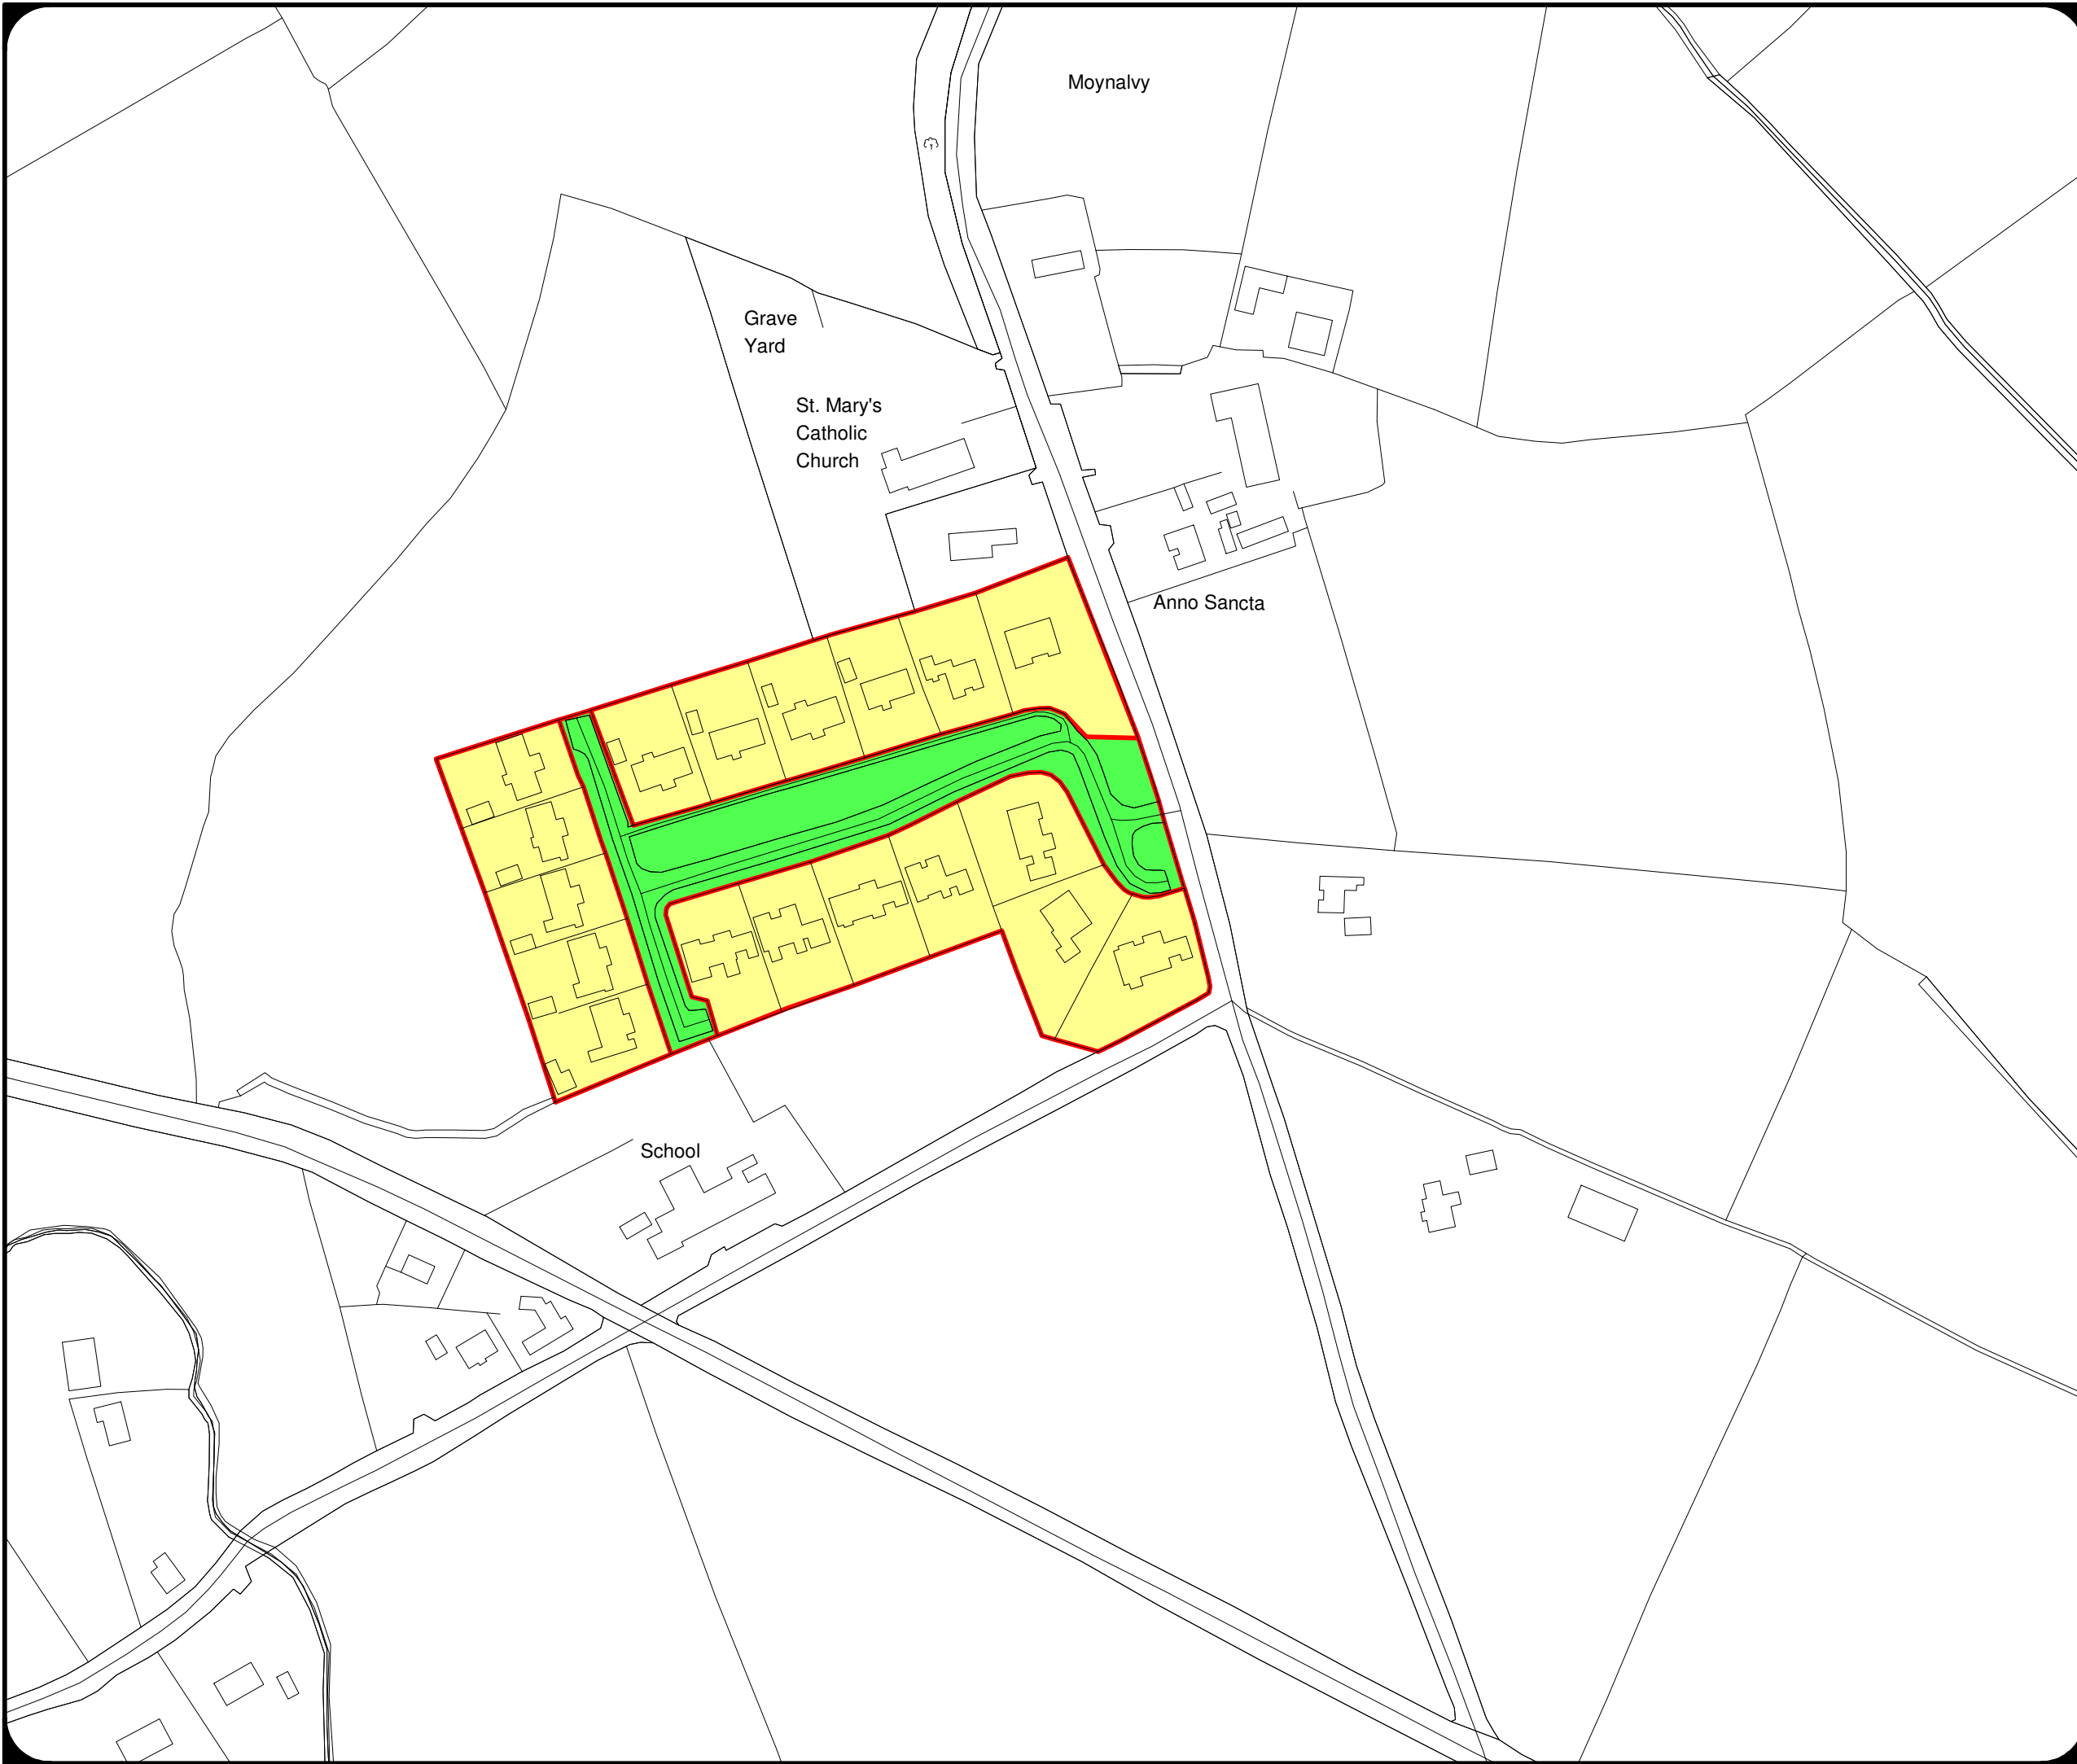 Moynalvy
Grave
Yard
St. Mary's
Catholic
Church
Anno Sancta
School